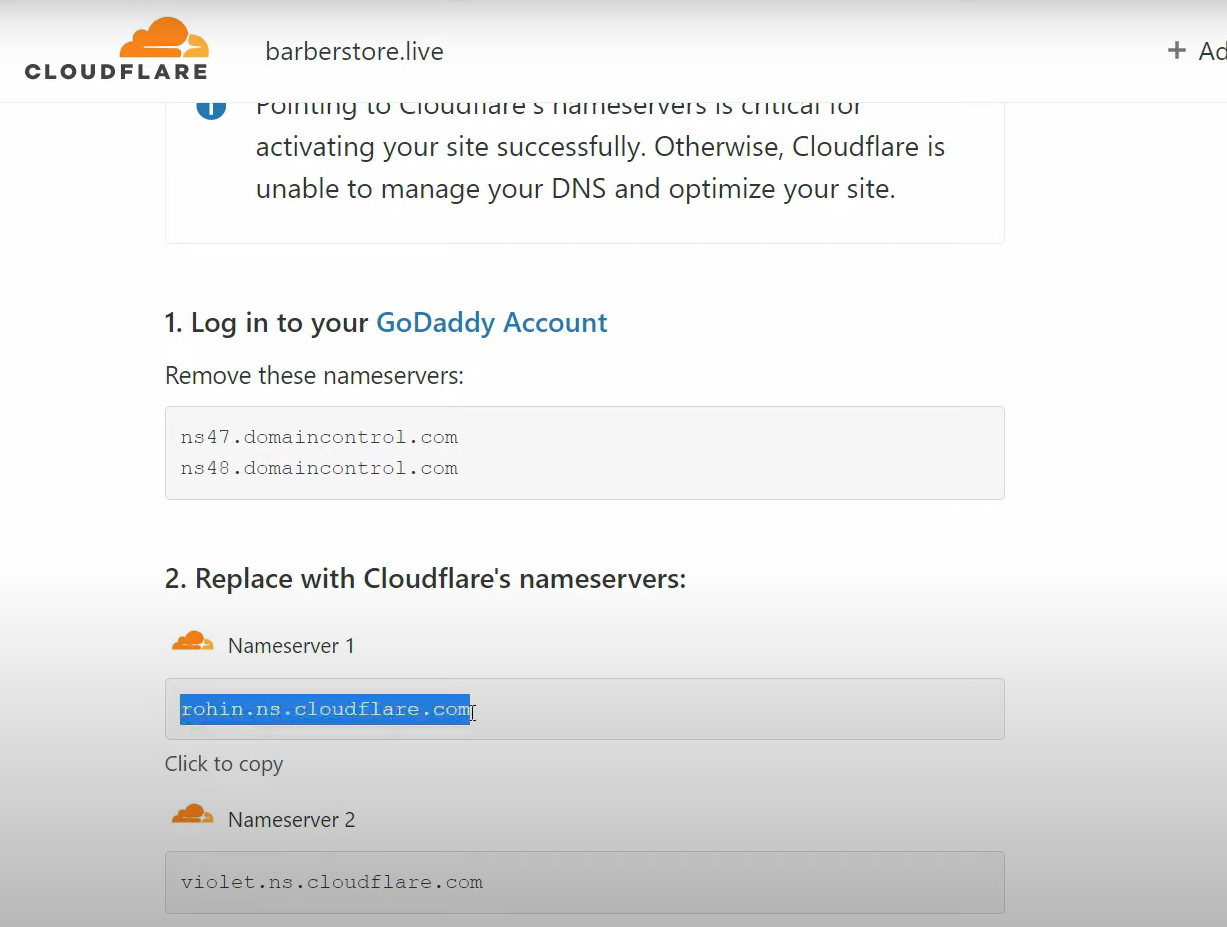 CLOUDFLARE
barberstore.live
+ Ad
Pointing to Cloudflare's nameservers is critical for
activating your site successfully. Otherwise, Cloudflare is
unable to manage your DNS and optimize your site.
1. Log in to your GoDaddy Account
Remove these nameservers:
ns47.domaincontrol.com
ns48.domaincontrol.com
2. Replace with Cloudflare's nameservers:
Nameserver 1
rohin.ns.cloudflare.com
Click to copy
Nameserver 2
violet.ns.cloudflare.com